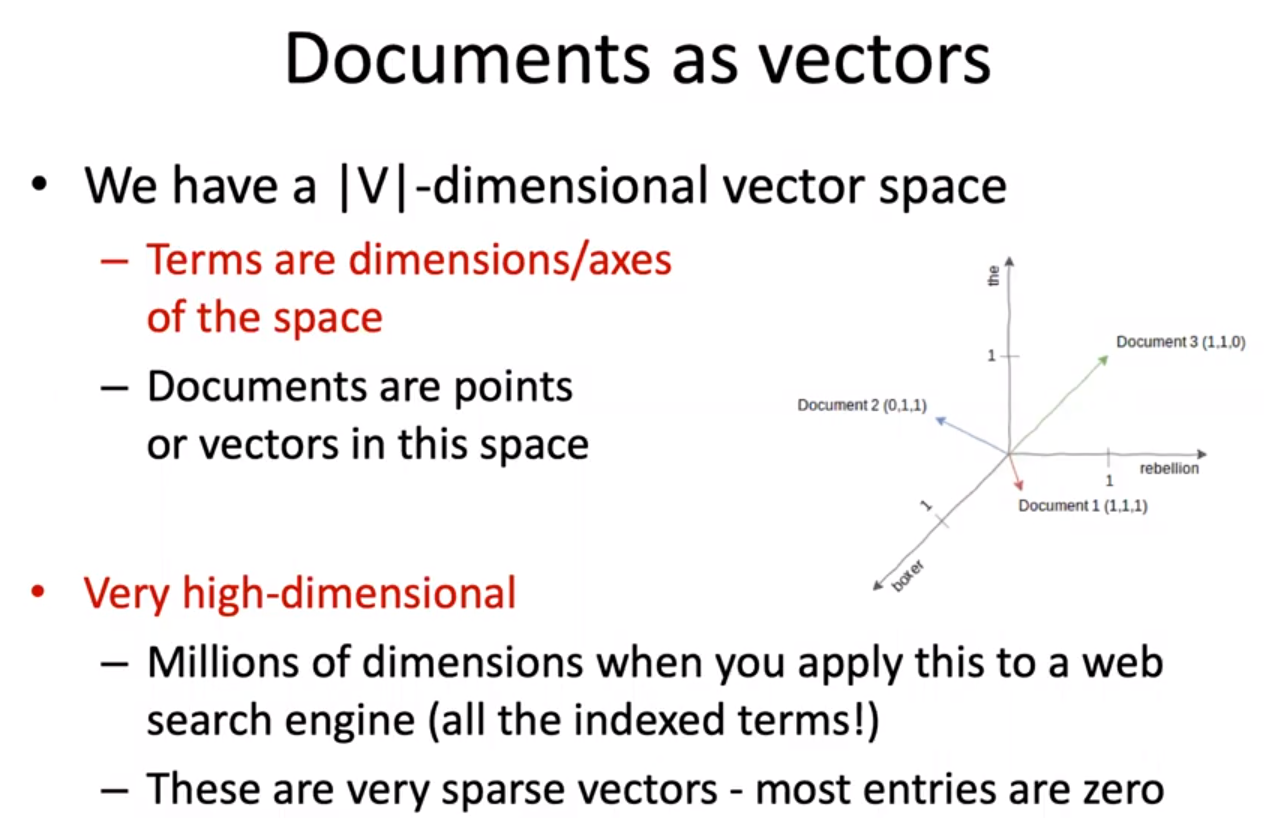 Documents as vectors
• We have a |V|-dimensional vector space
– Terms are dimensions/axes
of the space
– Documents are points
or vectors in this space
the
1
Document 3 (1,1,0)
Document 2 (0,1,1)
rebellion
1
Document 1 (1,1,1)
1
boxer
• Very high-dimensional
– Millions of dimensions when you apply this to a web
search engine (all the indexed terms!)
– These are very sparse vectors - most entries are zero